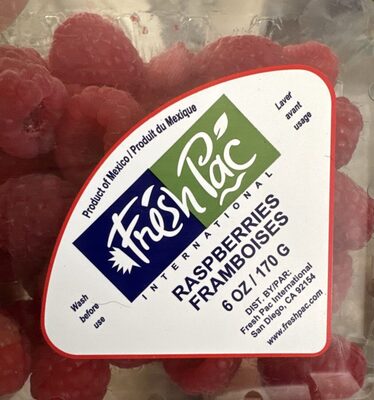 Product of Mexico / Produit du Mexique
Laver
avant
usage
Fresh Pac
INTERNATIONAL
RASPBERRIES
FRAMBOISES
6 OZ / 170 G
Wash
before
use
DIST. BY/PAR:
Fresh Pac International
San Diego, CA 92154
www.freshpac.com